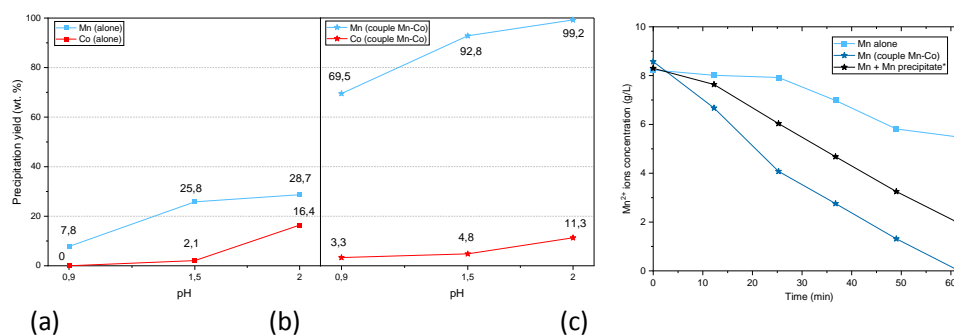 Mn (alone)
Co (alone)
Precipitation yield (wt. %)
100
80
60
40
20
0
7,8
25,8
28,7
0
2,1
16,4
0,9
1,5
2
pH
(a)
Mn (couple Mn-Co)
Co (couple Mn-Co)
69,5
92,8
99,2
3,3
4,8
11,3
0,9
1,5
2
pH
(b)
Mn alone
Mn (couple Mn-Co)
Mn + Mn precipitate*
Mn²⁺ ions concentration (g/L)
10
8
6
4
2
0
0
10
20
30
40
50
60
Time (min)
(c)